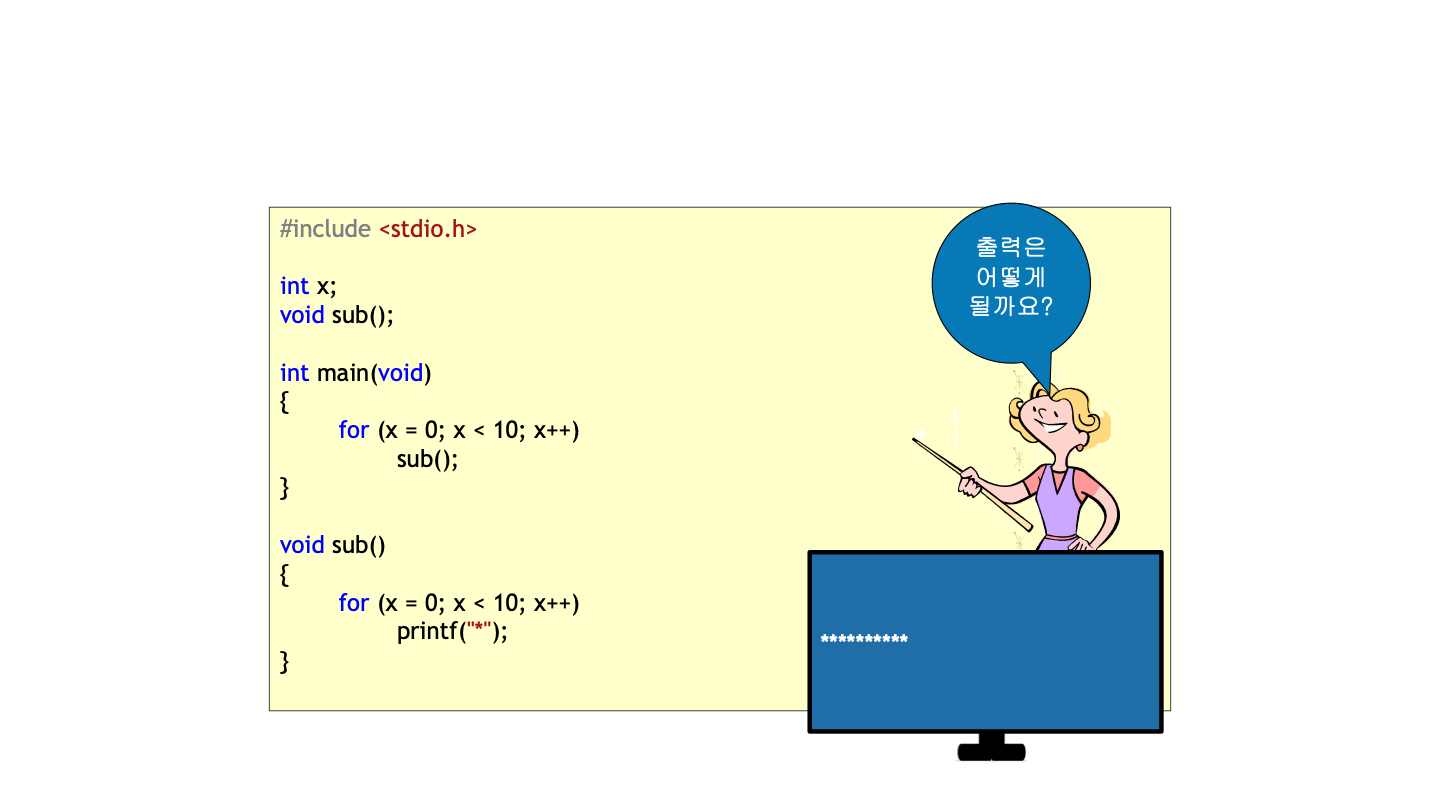 #include <stdio.h>
int x;
void sub();
int main(void)
{
for (x = 0; x < 10; x++)
sub();
}
void sub()
{
for (x = 0; x < 10; x++)
printf("*");
}
출력은
어떻게
될까요?
**********